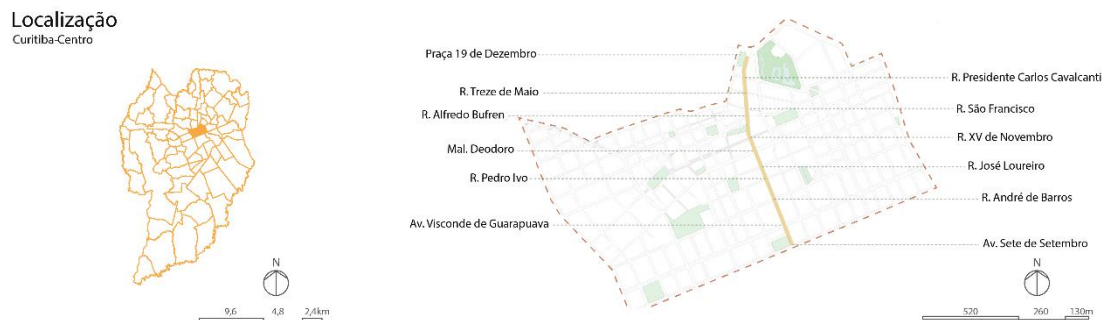 Localização
Curitiba-Centro
N
9,6 4,8 2,4km
Praça 19 de Dezembro
R. Treze de Maio
R. Alfredo Bufren
Mal. Deodoro
R. Pedro Ivo
Av. Visconde de Guarapuava
R. Presidente Carlos Cavalcanti
R. São Francisco
R. XV de Novembro
R. José Loureiro
R. André de Barros
Av. Sete de Setembro
N
520 260 130m